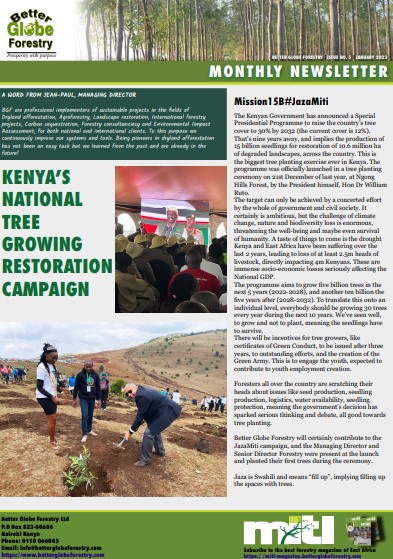 Better
Globe
Forestry
Prosperity with purpose
BETTER GLOBE FORESTRY ISSUE NO. 5 JANUARY 2023
MONTHLY NEWSLETTER
A WORD FROM JEAN-PAUL, MANAGING DIRECTOR
BGF are professional implementers of sustainable projects in the fields of
Dryland afforestation, Agroforestry, Landscape restoration, International forestry
projects, Carbon sequestration, Forestry consultancy and Environmental Impact
Assessment, for both national and international clients. To this purpose we
continuously improve our systems and tools. Being pioneers in dryland afforestation
has not been an easy task but we learned from the past and are already in the
future!
KENYA'S
NATIONAL
TREE
GROWING
RESTORATION
CAMPAIGN
Mission15B#JazaMiti
The Kenyan Government has announced a Special
Presidential Programme to raise the country's tree
cover to 30% by 2032 (the current cover is 12%).
That's nine years away, and implies the production of
15 billion seedlings for restoration of 10.6 million ha
of degraded landscapes, across the country. This is
the biggest tree planting exercise ever in Kenya. The
programme was officially launched in a tree planting
ceremony on 21st December of last year, at Ngong
Hills Forest, by the President himself, Hon Dr William
Ruto.
The target can only be achieved by a concerted effort
by the whole of government and civil society. It
certainly is ambitious, but the challenge of climate
change, nature and biodiversity loss is enormous,
threatening the well-being and maybe even survival
of humanity. A taste of things to come is the drought
Kenya and East Africa have been suffering over the
last 2 years, leading to loss of at least 2.5m heads of
livestock, directly impacting 4m Kenyans. These are
immense socio-economic losses seriously affecting the
National GDP.
The programme aims to grow five billion trees in the
next 5 years (2022-2028), and another ten billion the
five years after (2028-2032). To translate this onto an
individual level, everybody should be growing 30 trees
every year during the next 10 years. We've seen well,
to grow and not to plant, meaning the seedlings have
to survive.
There will be incentives for tree growers, like
certificates of Green Conduct, to be issued after three
years, to outstanding efforts, and the creation of the
Green Army. This is to engage the youth, expected to
contribute to youth employment creation.
Foresters all over the country are scratching their
heads about issues like seed production, seedling
production, logistics, water availability, seedling
protection, meaning the government's decision has
sparked serious thinking and debate, all good towards
tree planting.
Better Globe Forestry will certainly contribute to the
JazaMiti campaign, and the Managing Director and
Senior Director Forestry were present at the launch
and planted their first trees during the ceremony.
Jaza is Swahili and means "fill up", implying filling up
the spaces with trees.
Better Globe Forestry Ltd
P.O Box 823-00606
Nairobi Kenya
Phone: 0110 066043
Email: info@betterglobeforestry.com
https://www.betterglobeforestry.com
miti
Subscribe to the best forestry magazine of East Africa
https://miti-magazine.betterglobeforestry.com